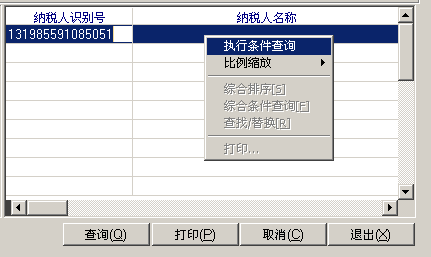 纳税人识别号 纳税人名称
131985591085051
执行条件查询
比例缩放
综合排序[S]
综合条件查询[F]
查找/替换[R]
打印...
查询(Q) 打印(P) 取消(C) 退出(X)